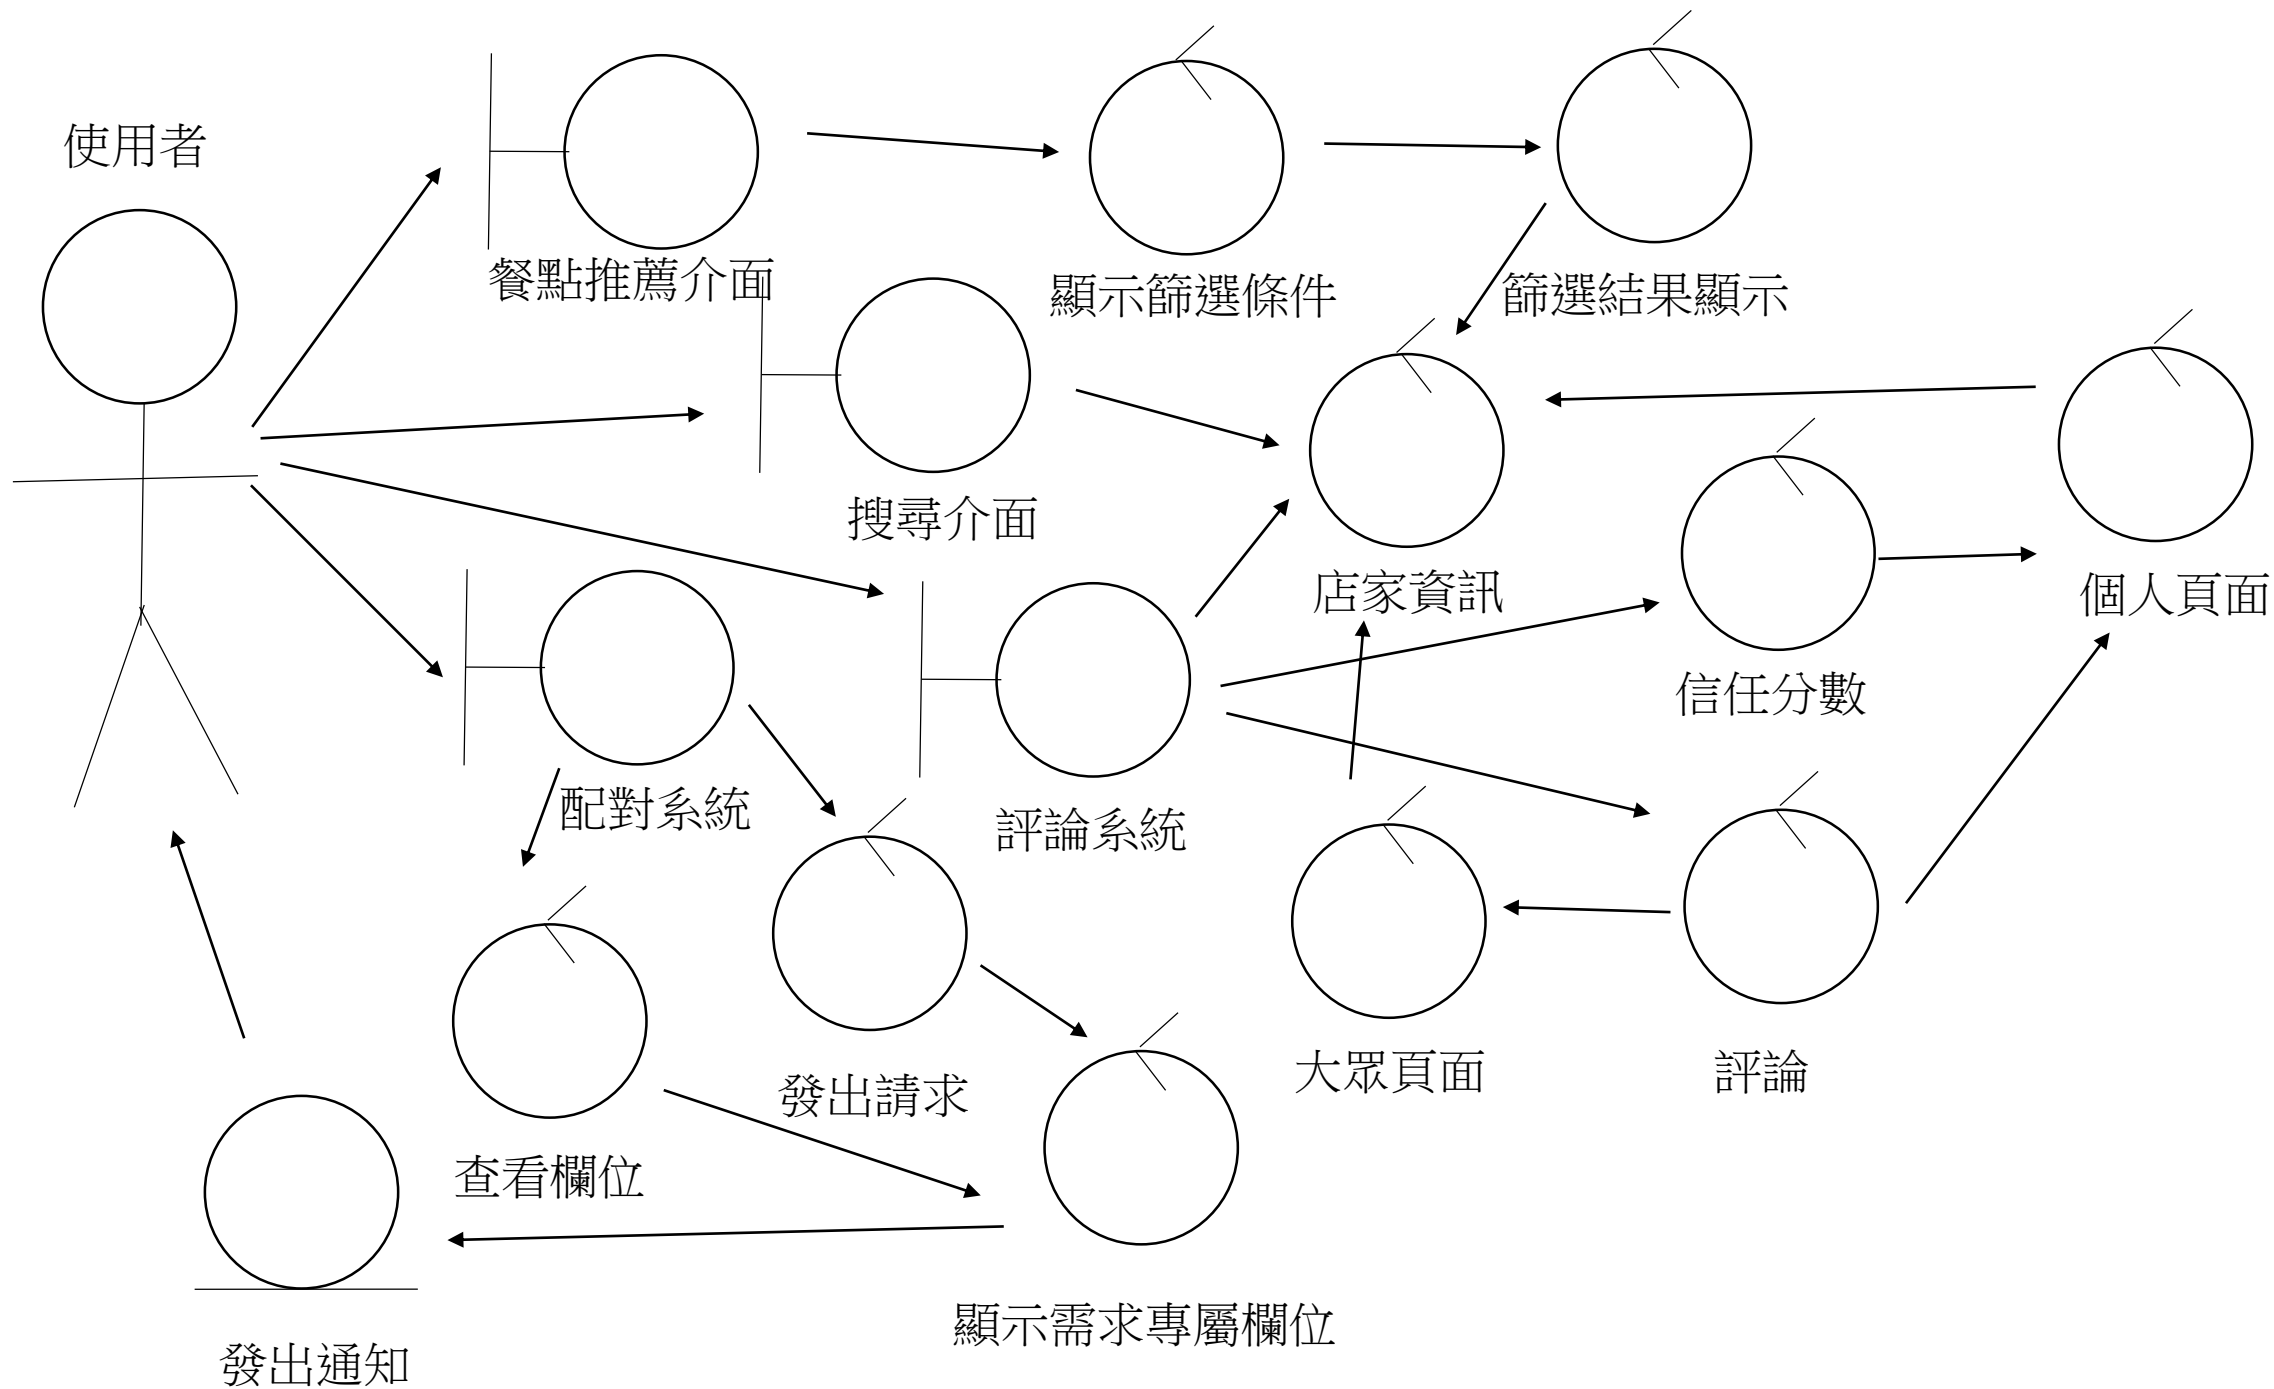 使用者
餐點推薦介面
顯示篩選條件
篩選結果顯示
搜尋介面
店家資訊
個人頁面
信任分數
配對系統
評論系統
大眾頁面
評論
發出請求
查看欄位
顯示需求專屬欄位
發出通知